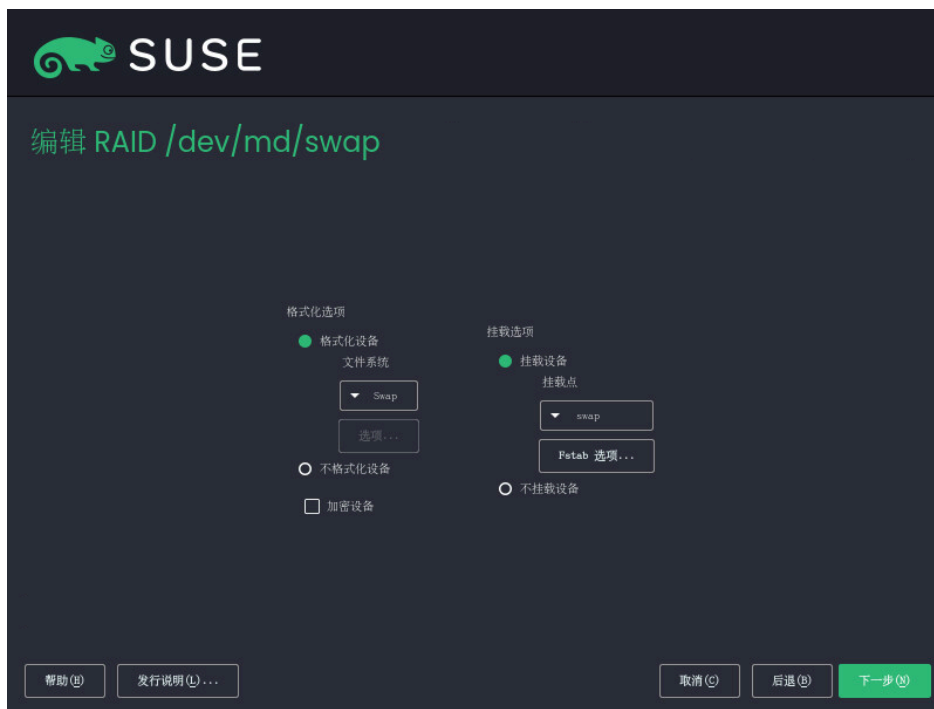 SUSE
编辑 RAID /dev/md/swap
格式化选项
格式化设备
文件系统
Swap
选项...
不格式化设备
加密设备
挂载选项
挂载设备
挂载点
swap
Fstab 选项...
不挂载设备
帮助(H)
发行说明(L)...
取消(C)
后退(B)
下一步(N)